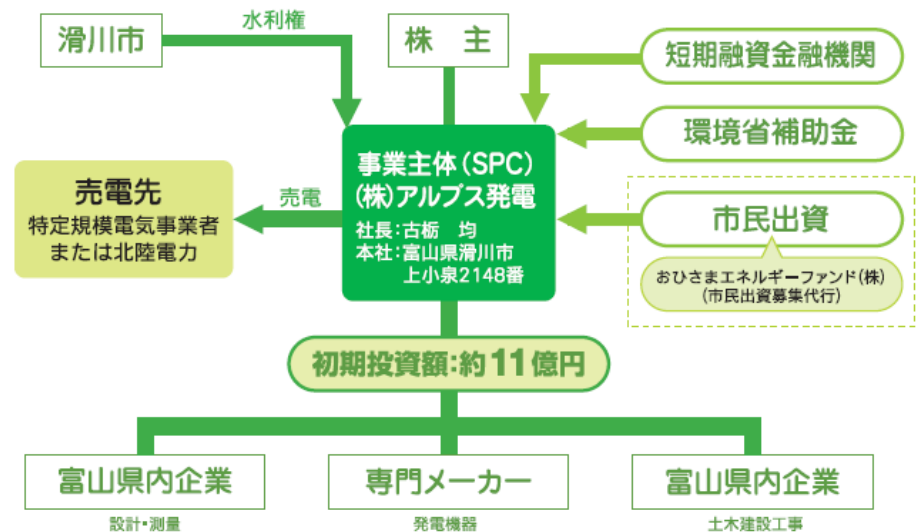 滑川市
水利権
株 主
短期融資金融機関
環境省補助金
市民出資
おひさまエネルギーファンド(株)
(市民出資募集代行)
事業主体(SPC)
(株)アルプス発電
社長:古栃 均
本社:富山県滑川市
上小泉2148番
売電
売電先
特定規模電気事業者
または北陸電力
初期投資額:約11億円
富山県内企業
設計・測量
専門メーカー
発電機器
富山県内企業
土木建設工事